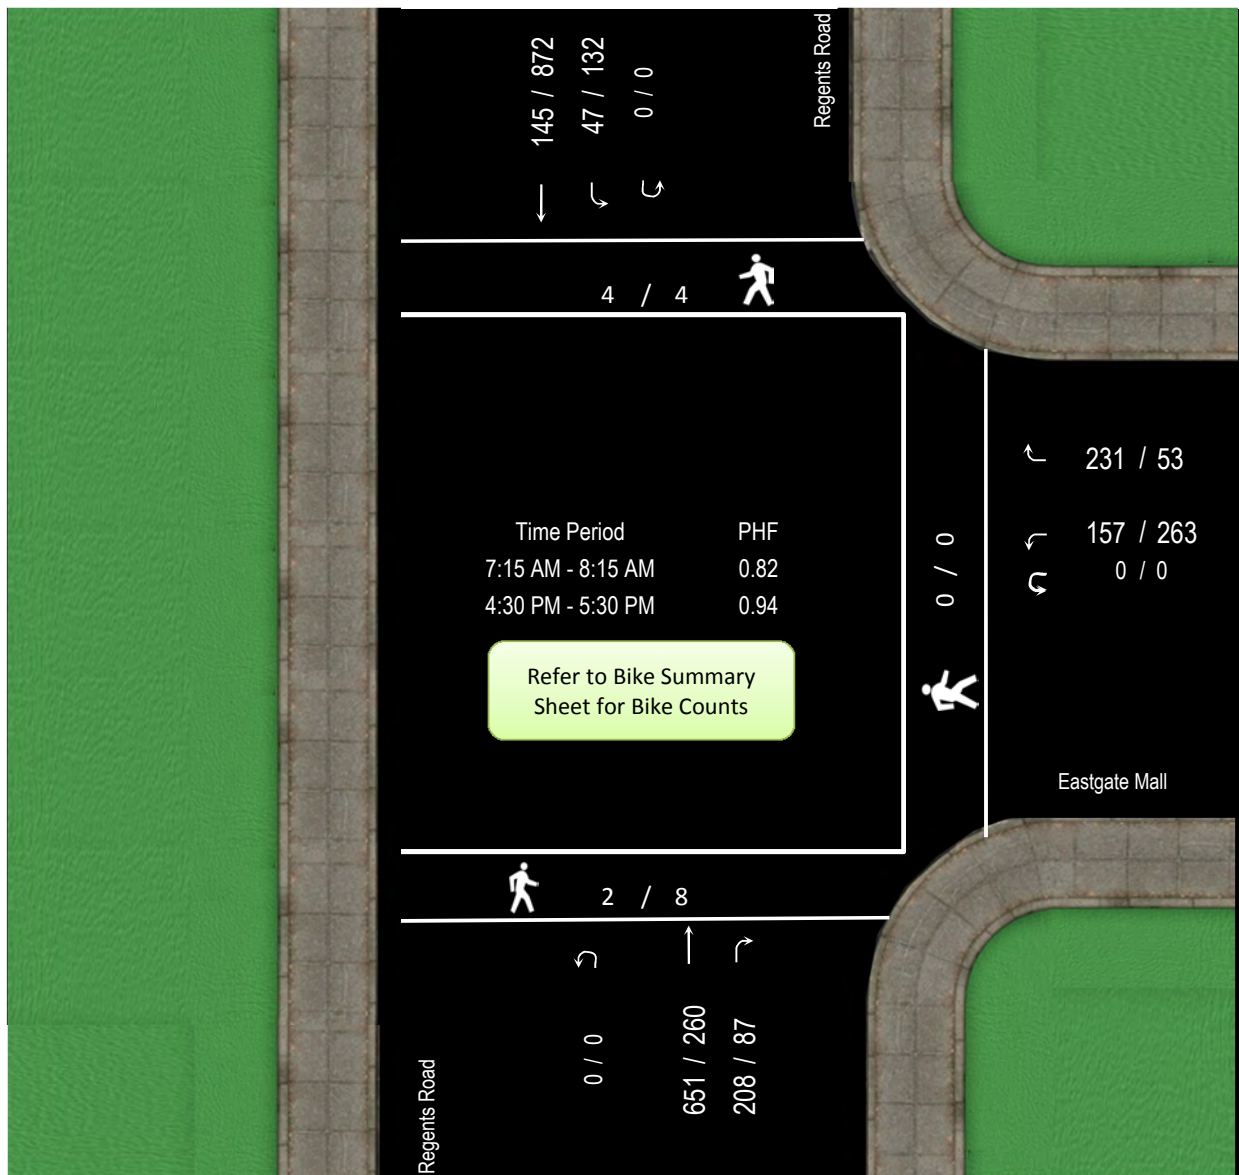 145 / 872
47 / 132
0 / 0
Regents Road
4 / 4
231 / 53
157 / 263
0 / 0
Time Period PHF
7:15 AM - 8:15 AM 0.82
4:30 PM - 5:30 PM 0.94
0 / 0
Refer to Bike Summary
Sheet for Bike Counts
Eastgate Mall
2 / 8
0 / 0
651 / 260
208 / 87
Regents Road